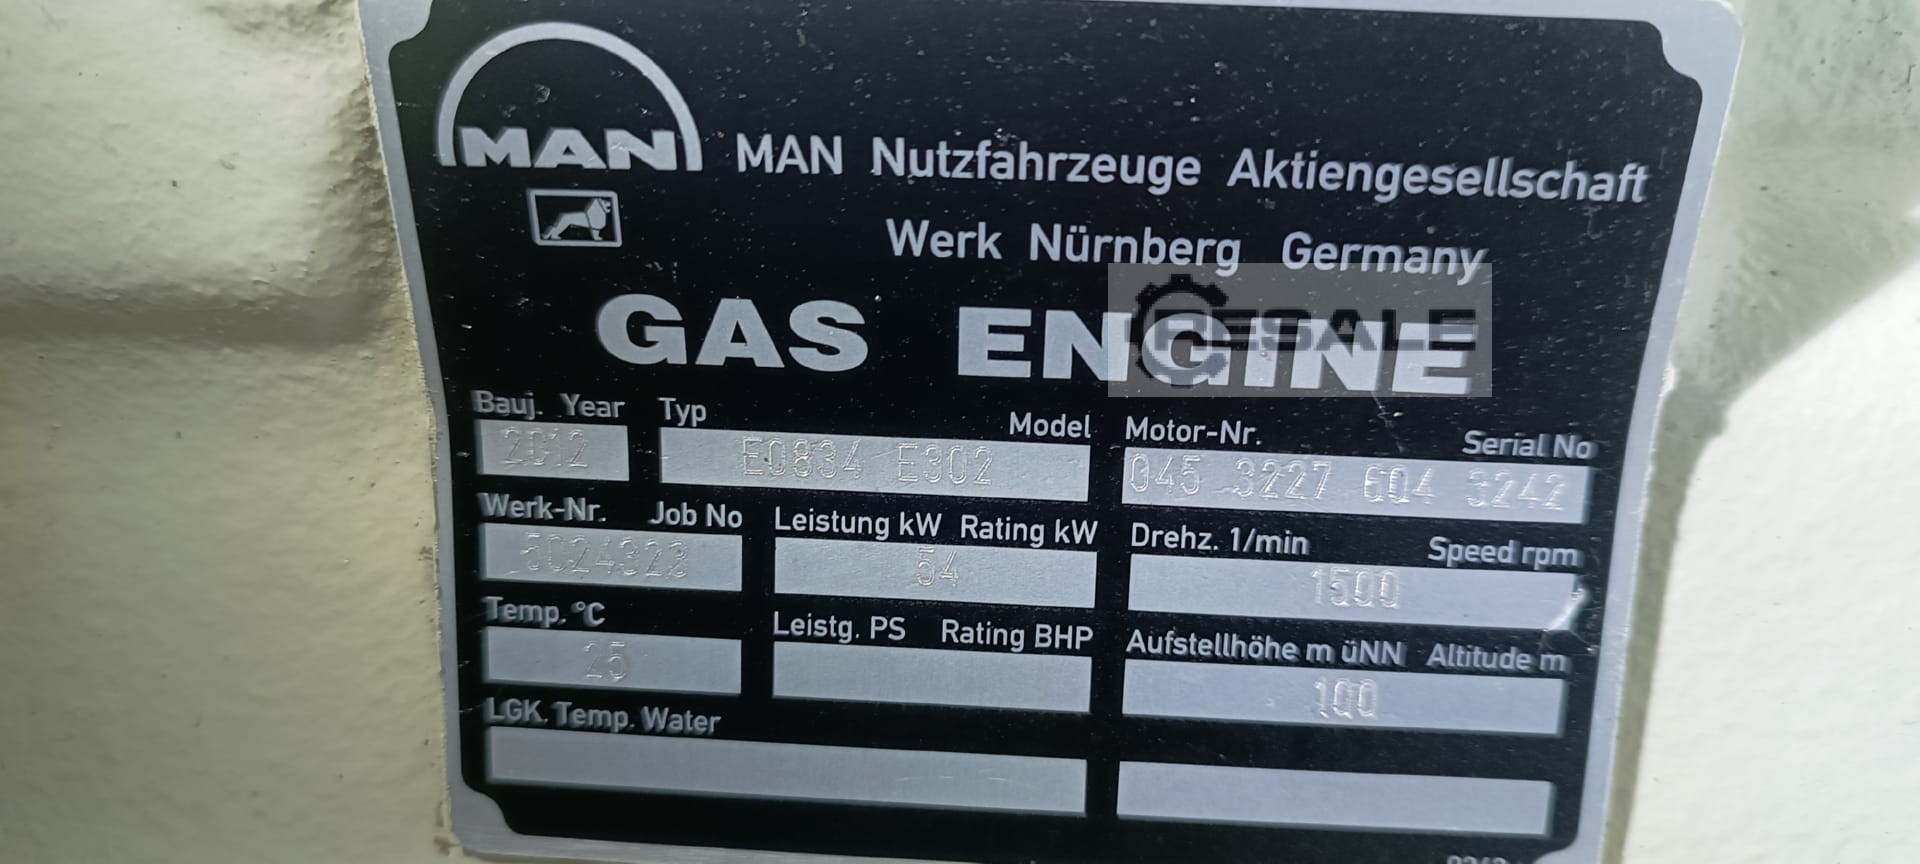 MAN
MAN Nutzfahrzeuge Aktiengesellschaft
Werk Nürnberg Germany
GAS ENGINE
RESALE
Bauj. Year Typ Model Motor-Nr. Serial No
2012 E0834 E302 045 3227 604 3242
Werk-Nr. Job No Leistung kW Rating kW Drehz. 1/min Speed rpm
5024323 54 1500
Temp. °C Leistg. PS Rating BHP Aufstellhöhe m üNN Altitude m
25 100
LGK. Temp. Water